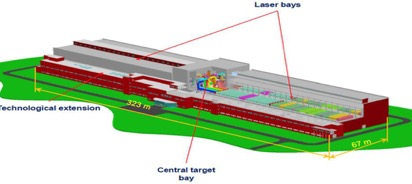 Laser bays
Technological extension
323 m
67 m
Central target
bay